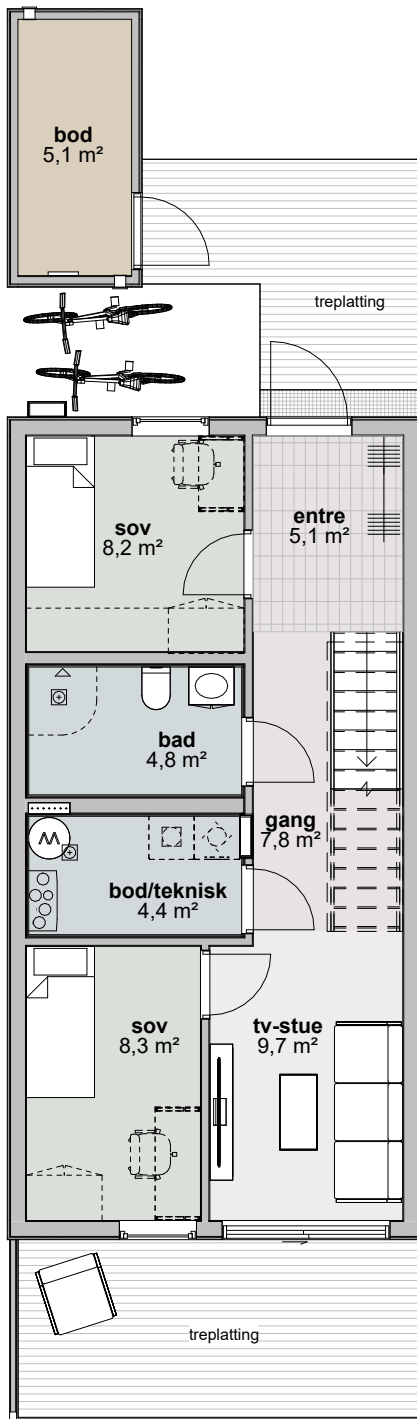 bod
5,1 m²
treplatting
sov
8,2 m²
entre
5,1 m²
bad
4,8 m²
gang
7,8 m²
bod/teknisk
4,4 m²
sov
8,3 m²
tv-stue
9,7 m²
treplatting